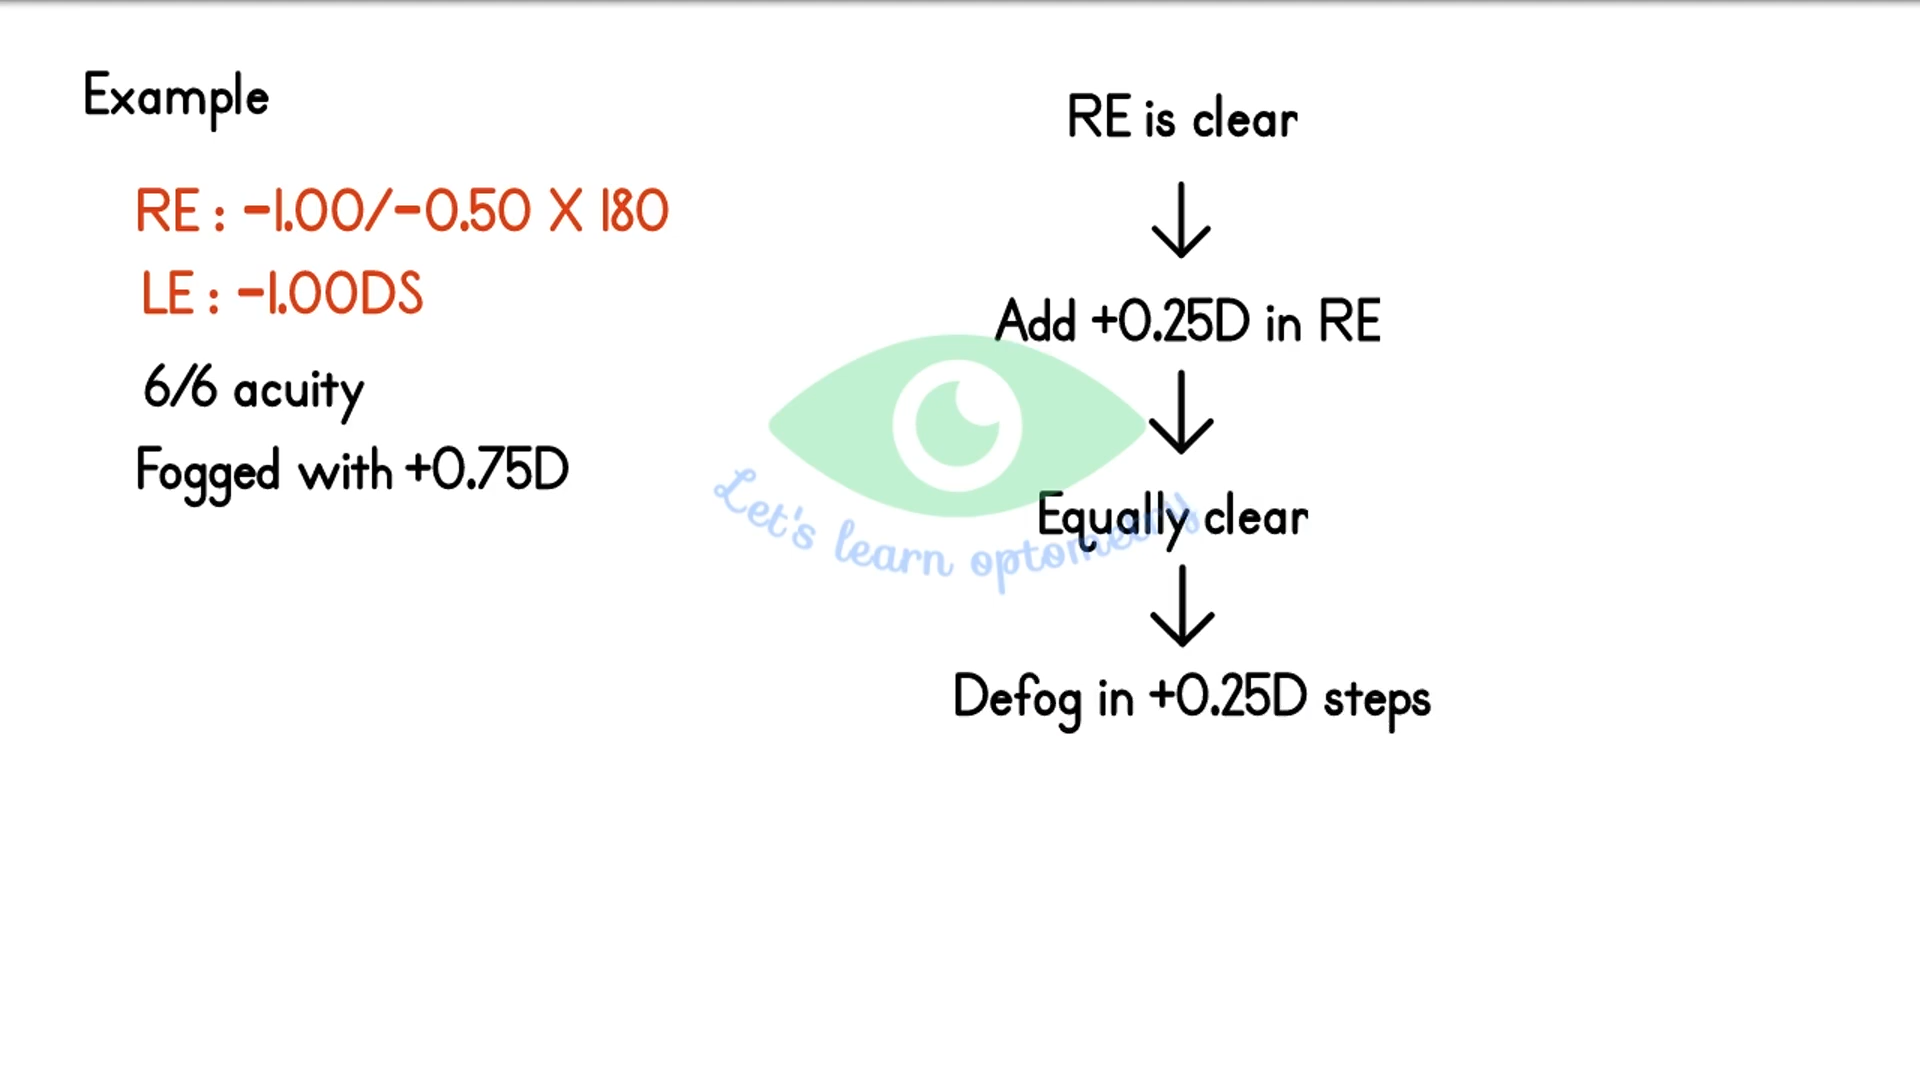 Example
RE : -1.00/-0.50 X 180
LE : -1.00DS
6/6 acuity
Fogged with +0.75D
RE is clear
Add +0.25D in RE
Equally clear
Defog in +0.25D steps
Let's learn optometry